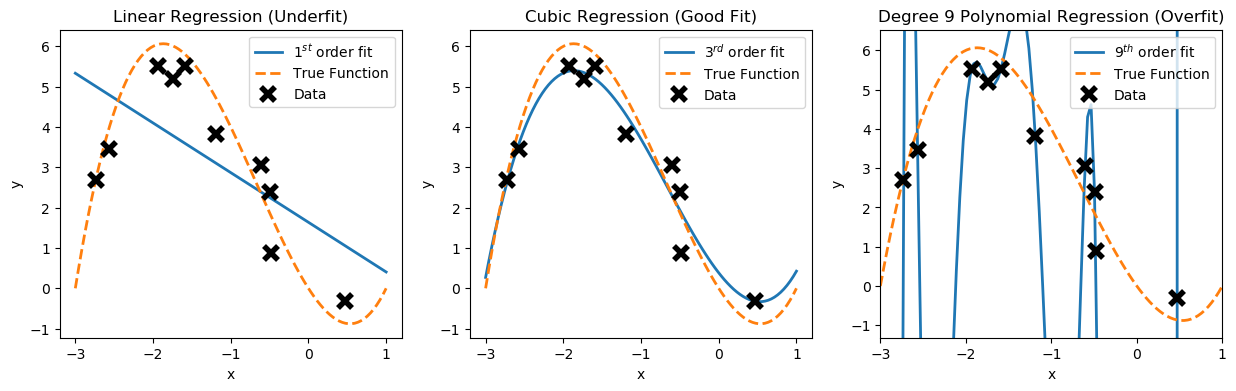 Linear Regression (Underfit)
1st order fit
True Function
Data
6
5
4
3
2
1
0
−1
y
−3
−2
−1
0
1
x
Cubic Regression (Good Fit)
3rd order fit
True Function
Data
6
5
4
3
2
1
0
−1
y
−3
−2
−1
0
1
x
Degree 9 Polynomial Regression (Overfit)
9th order fit
True Function
Data
6
5
4
3
2
1
0
−1
y
−3
−2
−1
0
1
x